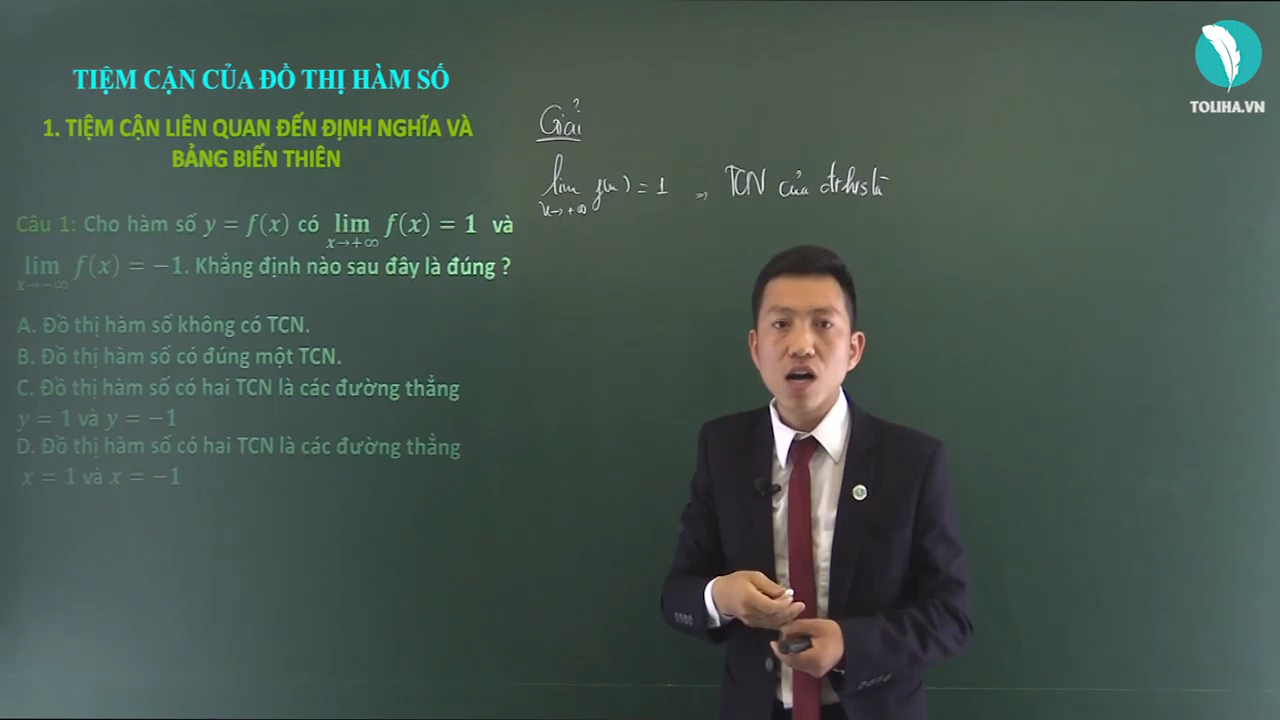 TIỆM CẬN CỦA ĐỒ THỊ HÀM SỐ
1. TIỆM CẬN LIÊN QUAN ĐẾN ĐỊNH NGHĨA VÀ
BẢNG BIẾN THIÊN
Câu 1: Cho hàm số y = f(x) có lim x→+∞ f(x) = 1 và
lim x→−∞ f(x) = −1. Khẳng định nào sau đây là đúng ?
A. Đồ thị hàm số không có TCN.
B. Đồ thị hàm số có đúng một TCN.
C. Đồ thị hàm số có hai TCN là các đường thẳng
y = 1 và y = −1
D. Đồ thị hàm số có hai TCN là các đường thẳng
x = 1 và x = −1
Giải
lim x→+∞ f(x) = 1 => TCN của đths là
TOLIHA.VN